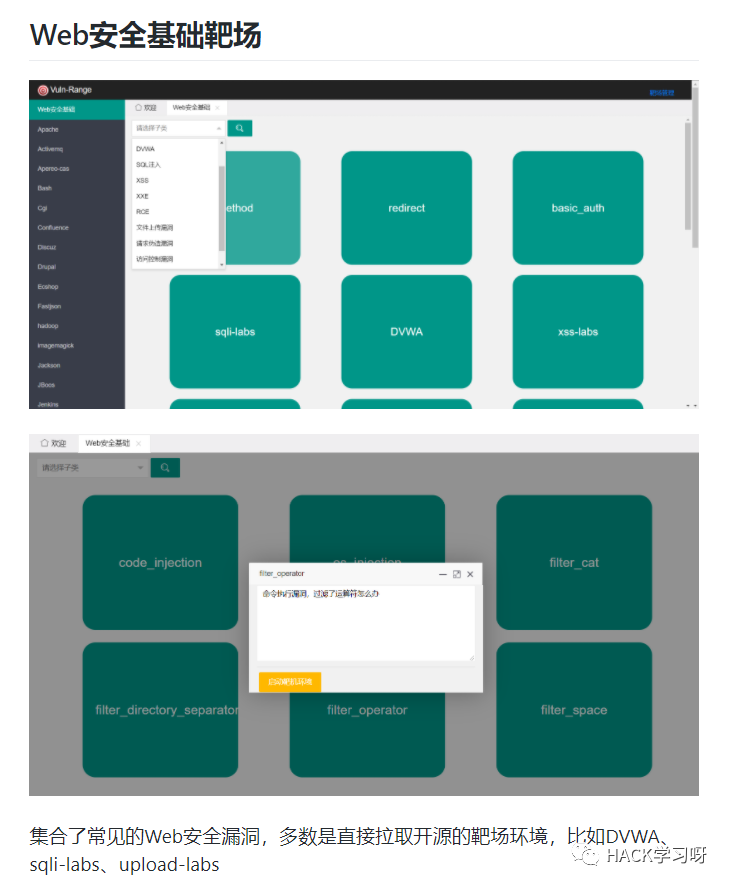 Web安全基础靶场
Vuln-Range
靶场管理
Web安全基础
欢迎
Web安全基础
Apache
请选择子类
Activemq
DVWA
Apereo-cas
SQL注入
Bash
XSS
Cgi
XXE
Confluence
RCE
Discuz
文件上传漏洞
Drupal
请求伪造漏洞
Ecshop
访问控制漏洞
Fastjson
hadoop
Imagemagick
Jackson
JBoss
Jenkins
ethod
redirect
basic_auth
sqli-labs
DVWA
xss-labs
欢迎
Web安全基础
请选择子类
code_injection
filter_cat
filter_operator
命令执行漏洞，过滤了运算符怎么办
启动靶机环境
filter_directory_separator
filter_operator
filter_space
集合了常见的Web安全漏洞，多数是直接拉取开源的靶场环境，比如DVWA、
sqli-labs、upload-labs
HACK学习呀